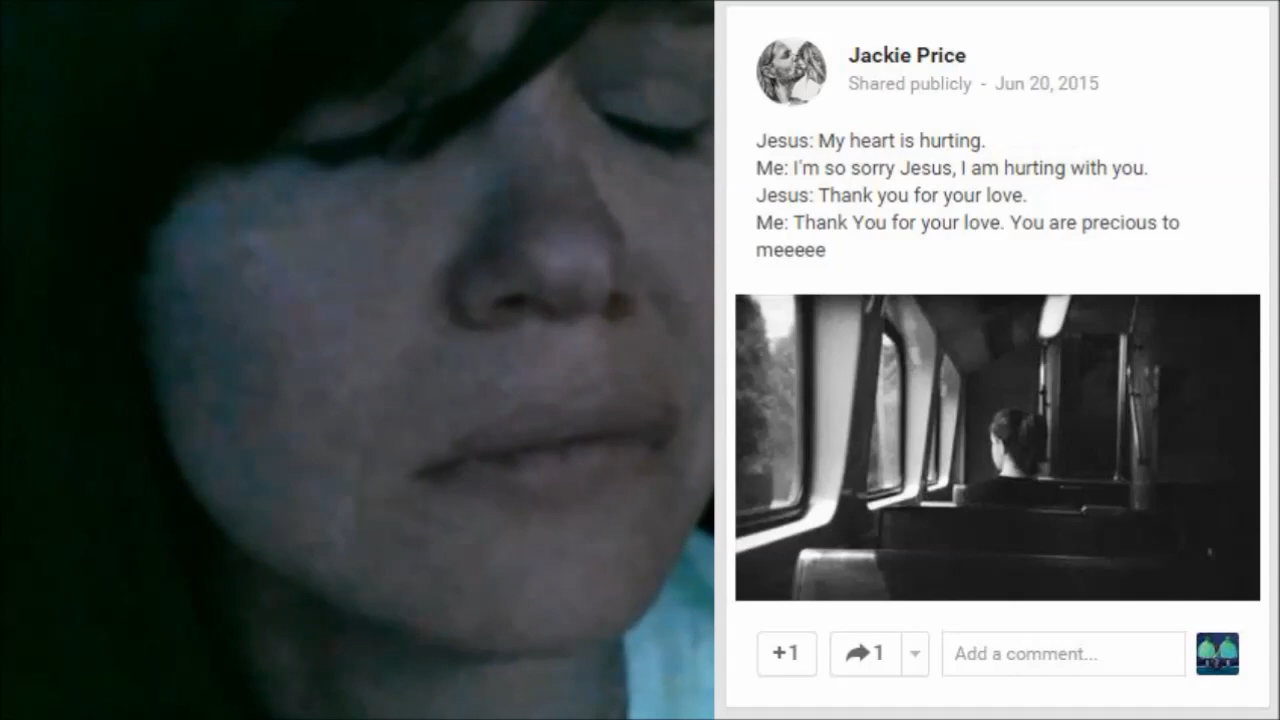 Jackie Price
Shared publicly - Jun 20, 2015
Jesus: My heart is hurting.
Me: I'm so sorry Jesus, I am hurting with you.
Jesus: Thank you for your love.
Me: Thank You for your love. You are precious to
meeeee
+1
1
Add a comment...